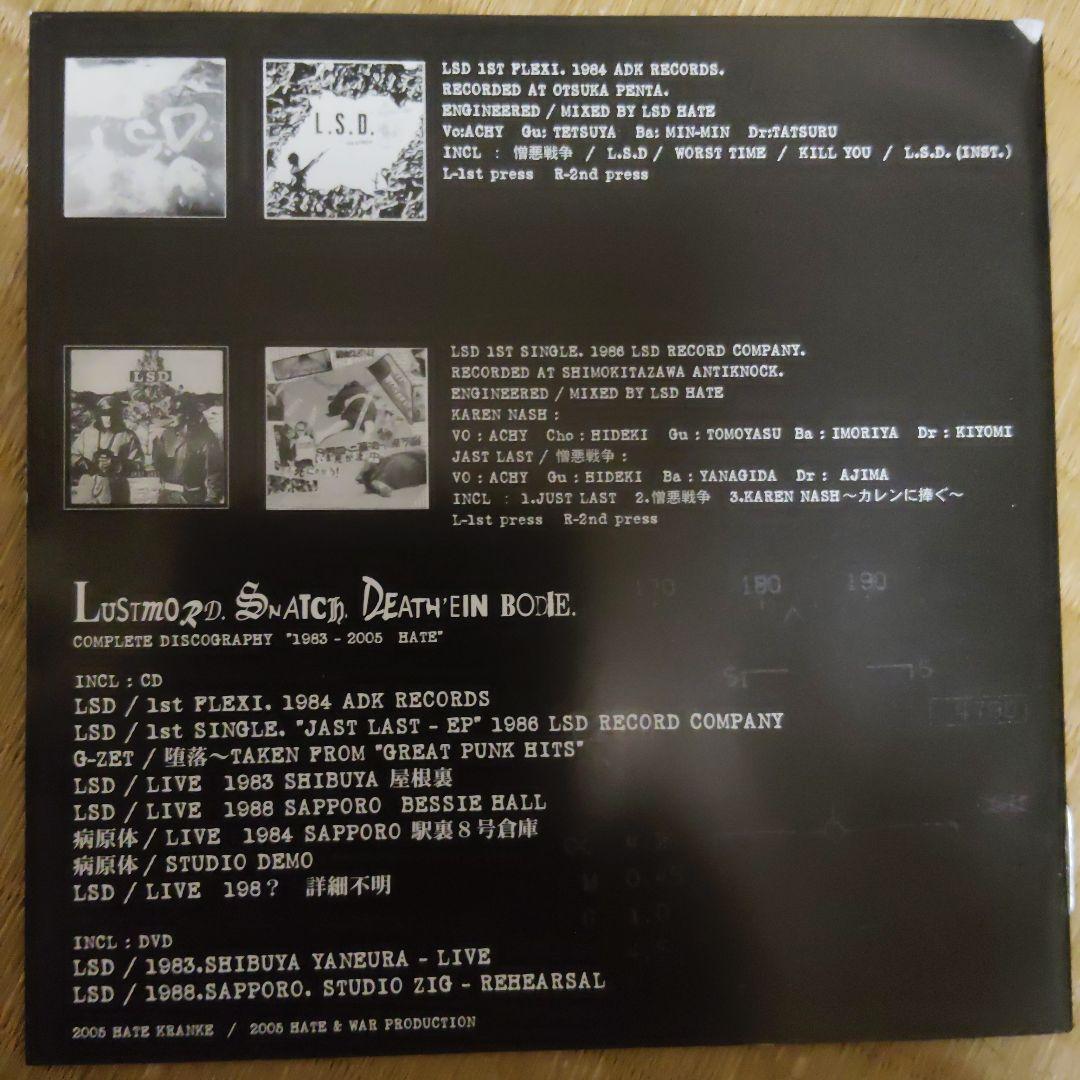 LSD 1ST FLEXI. 1984 ADK RECORDS.
RECORDED AT OTSUKA PENTA.
ENGINEERED / MIXED BY LSD HATE
Vo:ACHY Gu: TETSUYA Ba: MIN-MIN Dr:TATSURU
INCL : 憎悪戦争 / L.S.D / WORST TIME / KILL YOU / L.S.D. (INST.)
L-1st press R-2nd press
L.S.D.
L.S.D.
LSD 1ST SINGLE. 1986 LSD RECORD COMPANY.
RECORDED AT SHIMOKITAZAWA ANTIKNOCK.
ENGINEERED / MIXED BY LSD HATE
KAREN NASH :
VO : ACHY Cho : HIDEKI Gu : TOMOYASU Ba : IMORIYA Dr : KIYOMI
JAST LAST / 憎悪戦争 :
VO : ACHY Gu : HIDEKI Ba : YANAGIDA Dr : AJIMA
INCL : 1.JUST LAST 2.憎悪戦争 3.KAREN NASH～カレンに捧ぐ～
L-1st press R-2nd press
LSD
LUSTMORD. SNATCH. DEATH'EIN BODIE.
COMPLETE DISCOGRAPHY "1983 - 2005 HATE"
170 180 190
INCL : CD
LSD / 1st FLEXI. 1984 ADK RECORDS
LSD / 1st SINGLE. "JAST LAST - EP" 1986 LSD RECORD COMPANY
G-ZET / 堕落～TAKEN FROM "GREAT PUNK HITS"
LSD / LIVE 1983 SHIBUYA 屋根裏
LSD / LIVE 1988 SAPPORO BESSIE HALL
病原体 / LIVE 1984 SAPPORO 駅裏８号倉庫
病原体 / STUDIO DEMO
LSD / LIVE 198？ 詳細不明
INCL : DVD
LSD / 1983.SHIBUYA YANEURA - LIVE
LSD / 1988.SAPPORO. STUDIO ZIG - REHEARSAL
2005 HATE KRANKE / 2005 HATE & WAR PRODUCTION